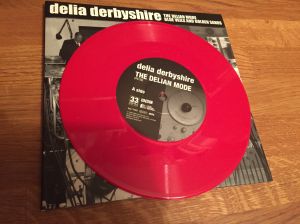 delia derbyshire
THE DELIAN MODE
BLUE VEILS AND GOLDEN SANDS
delia derbyshire
THE DELIAN MODE
A side
33